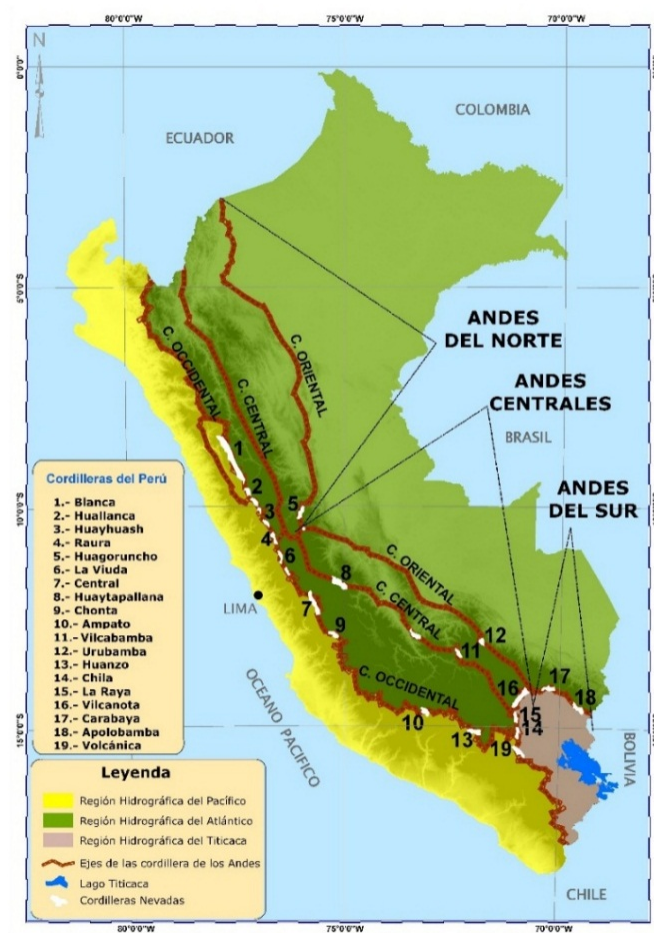 80°0'0"W 75°0'0"W 70°0'0"W
N
0°0'0"
COLOMBIA
ECUADOR
5°0'0"S
ANDES
DEL NORTE
C. OCCIDENTAL
C. CENTRAL
C. ORIENTAL
ANDES
CENTRALES
BRASIL
ANDES
DEL SUR
1
2
3
4
5
6
7
8
9
10
11
12
13
14
15
16
17
18
19
C. ORIENTAL
C. CENTRAL
C. OCCIDENTAL
LIMA
OCEANO PACIFICO
BOLIVIA
CHILE
Cordilleras del Perú
1.- Blanca
2.- Huallanca
3.- Huayhuash
4.- Raura
5.- Huagoruncho
6.- La Viuda
7.- Central
8.- Huaytapallana
9.- Chonta
10.- Ampato
11.- Vilcabamba
12.- Urubamba
13.- Huanzo
14.- Chila
15.- La Raya
16.- Vilcanota
17.- Carabaya
18.- Apolobamba
19.- Volcánica
Leyenda
Región Hidrográfica del Pacífico
Región Hidrográfica del Atlántico
Región Hidrográfica del Titicaca
Ejes de las cordillera de los Andes
Lago Titicaca
Cordilleras Nevadas
80°0'0"W 75°0'0"W 70°0'0"W